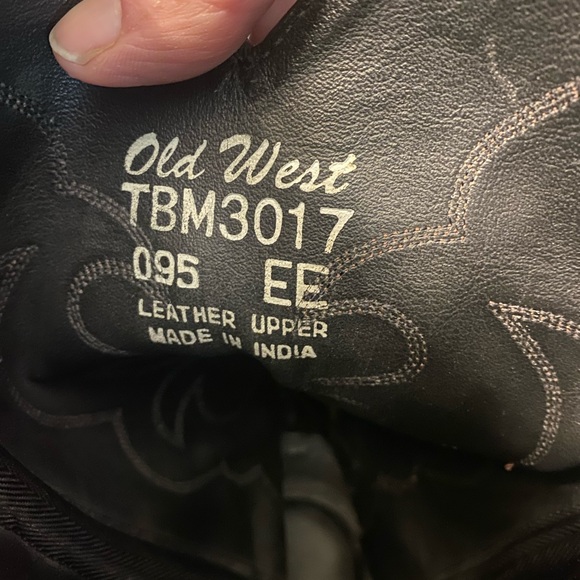 Old West
TBM3017
095 EE
LEATHER UPPER
MADE IN INDIA